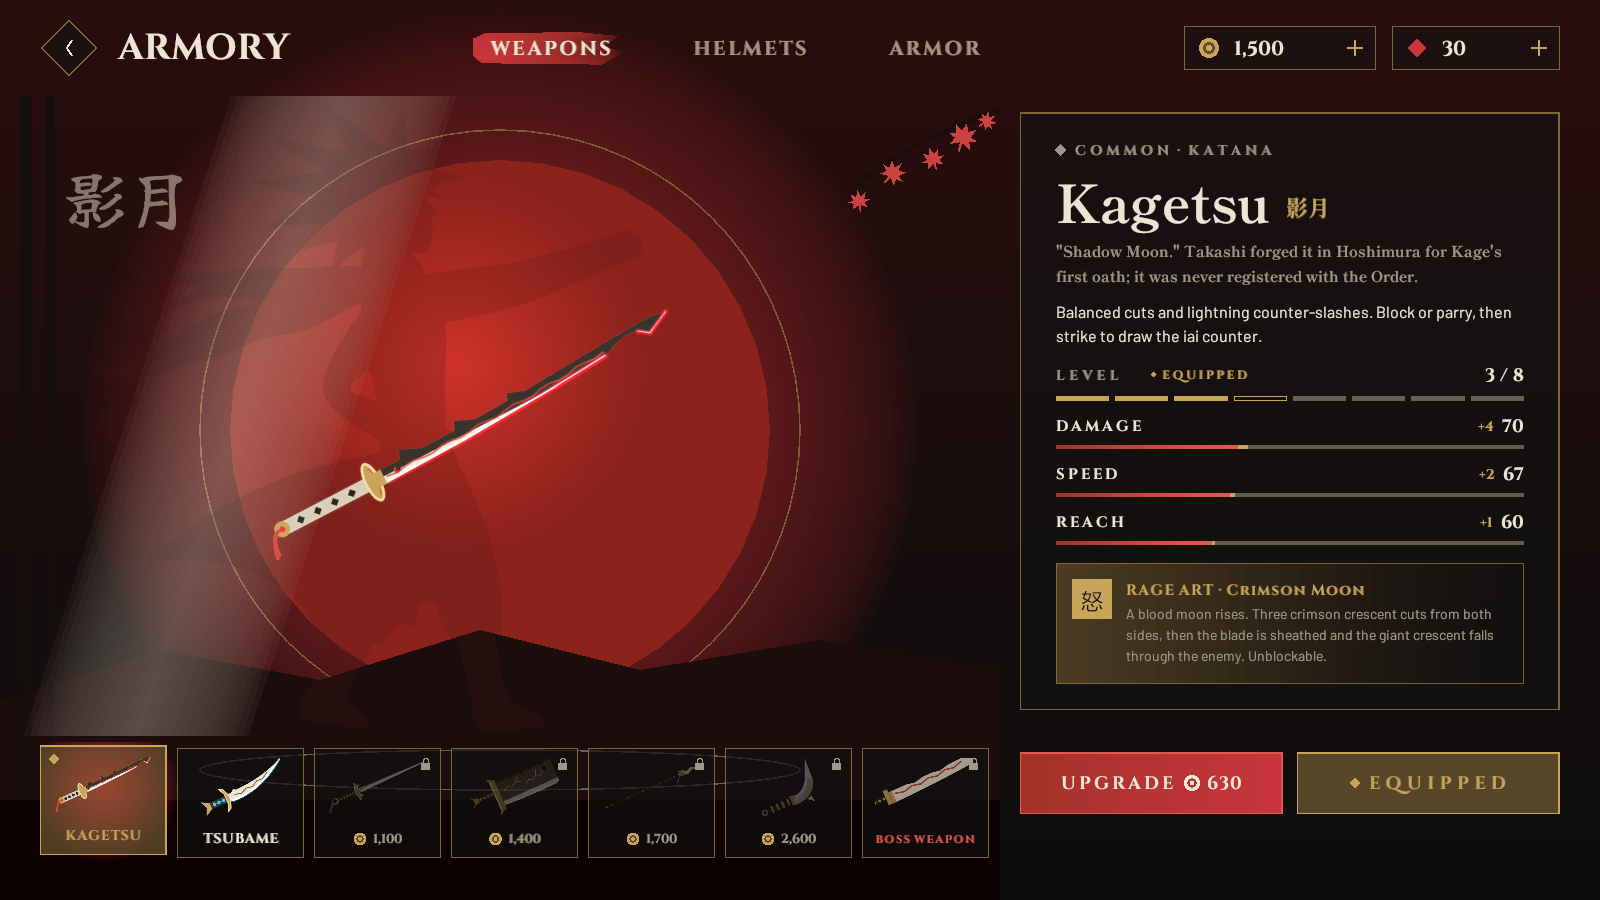 ARMORY
WEAPONS
HELMETS
ARMOR
1,500
30
影月
COMMON · KATANA
Kagetsu 影月
"Shadow Moon." Takashi forged it in Hoshimura for Kage's
first oath; it was never registered with the Order.
Balanced cuts and lightning counter-slashes. Block or parry, then
strike to draw the iai counter.
LEVEL EQUIPPED 3 / 8
DAMAGE +4 70
SPEED +2 67
REACH +1 60
怒
RAGE ART · CRIMSON MOON
A blood moon rises. Three crimson crescent cuts from both
sides, then the blade is sheathed and the giant crescent falls
through the enemy. Unblockable.
UPGRADE 630
EQUIPPED
KAGETSU
TSUBAME
1,100
1,400
1,700
2,600
BOSS WEAPON